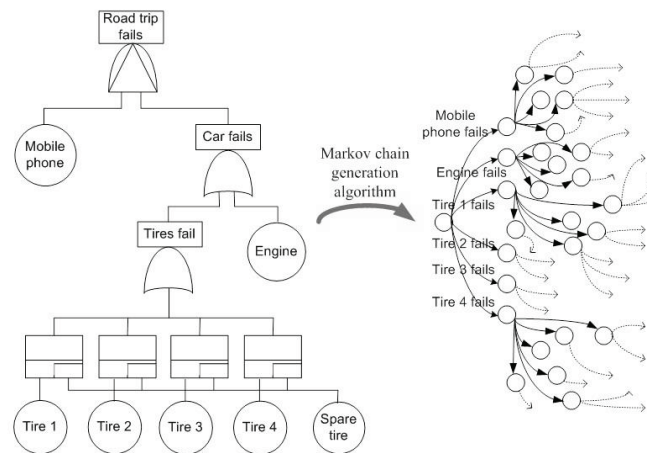 Road trip
fails
Mobile
phone
Car fails
Tires fail
Engine
Tire 1
Tire 2
Tire 3
Tire 4
Spare
tire
Markov chain
generation
algorithm
Mobile
phone fails
Engine fails
Tire 1 fails
Tire 2 fails
Tire 3 fails
Tire 4 fails